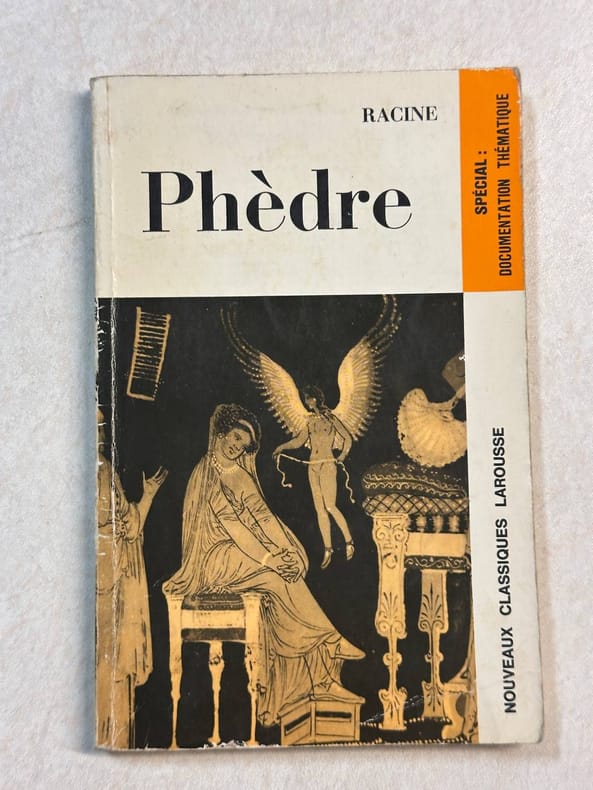 RACINE
Phèdre
SPÉCIAL :
DOCUMENTATION THÉMATIQUE
NOUVEAUX CLASSIQUES LAROUSSE